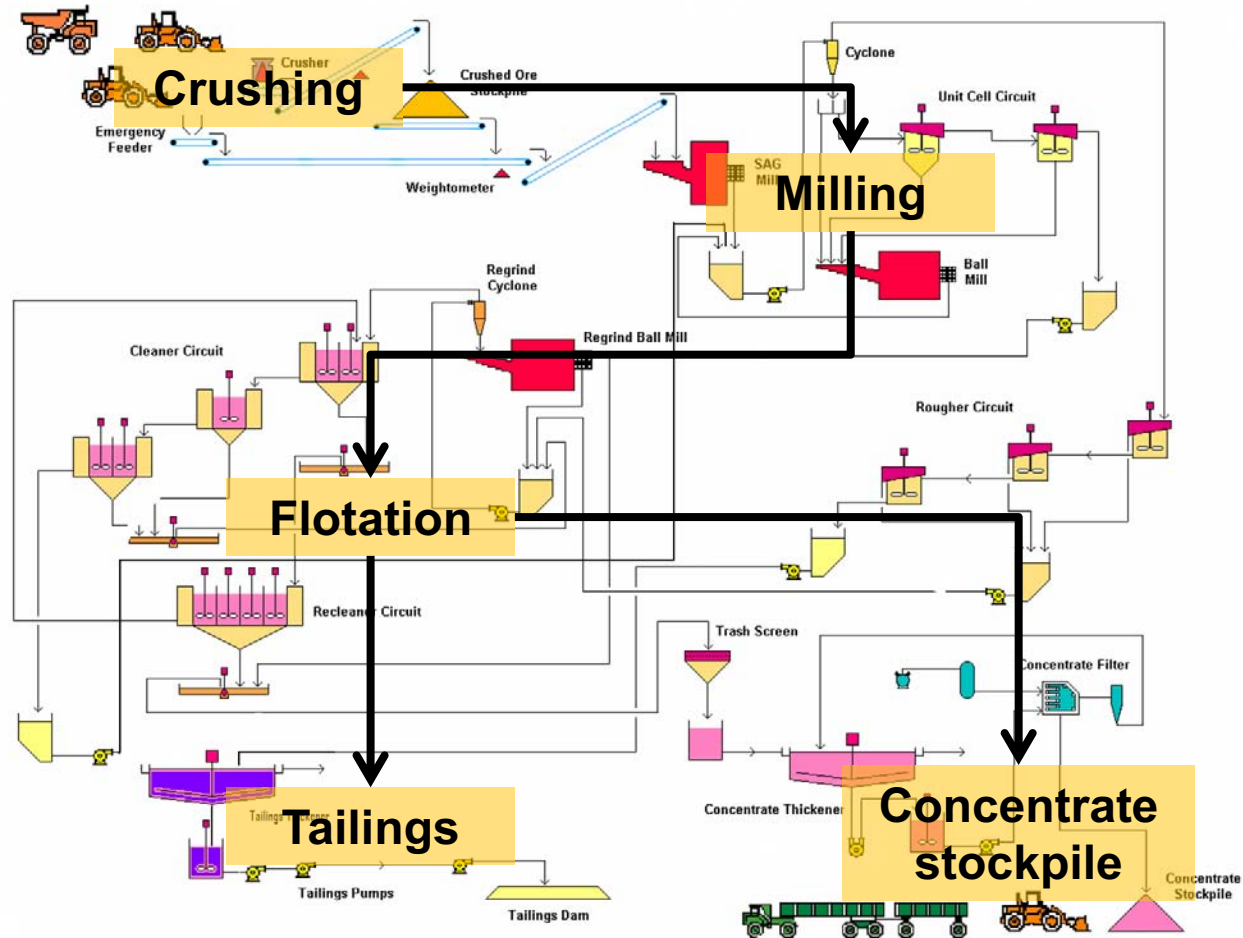 Crusher
Crushing
Crushed Ore
Stockpile
Emergency
Feeder
Weightometer
Cyclone
Unit Cell Circuit
SAG
Mill
Milling
Ball
Mill
Regrind
Cyclone
Regrind Ball Mill
Cleaner Circuit
Rougher Circuit
Flotation
Recleaner Circuit
Trash Screen
Concentrate Filter
Concentrate Thickener
Concentrate
stockpile
Tailings Thickener
Tailings
Tailings Pumps
Tailings Dam
Concentrate
Stockpile